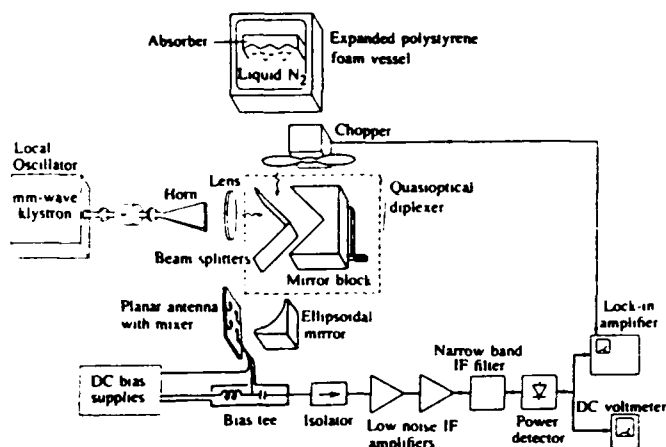 Absorber
Liquid N2
Expanded polystyrene
foam vessel
Chopper
Local
Oscillator
mm-wave
klystron
Horn
Lens
Quasioptical
diplexer
Beam splitters
Mirror block
Planar antenna
with mixer
Ellipsoidal
mirror
Lock-in
amplifier
Narrow band
IF filter
DC bias
supplies
Bias tee
Isolator
Low noise IF
amplifiers
Power
detector
DC voltmeter